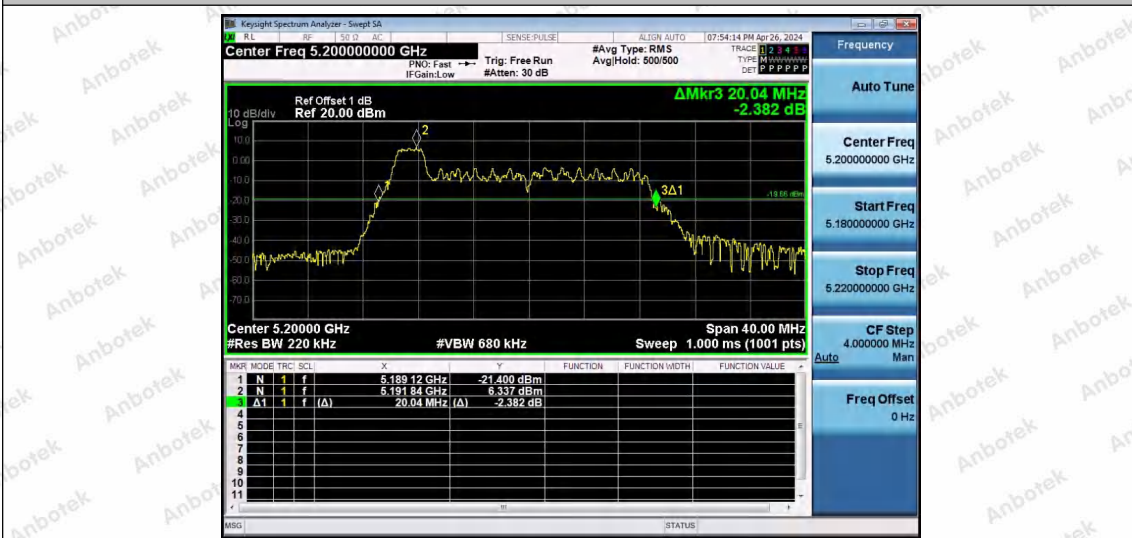 Keysight Spectrum Analyzer - Swept SA
RL RF 50 Ω AC SENSE:PULSE ALIGN AUTO 07:54:14 PM Apr 26, 2024
Center Freq 5.200000000 GHz
PNO: Fast
IFGain:Low
Trig: Free Run
#Atten: 30 dB
#Avg Type: RMS
Avg|Hold: 500/500
TRACE 1 2 3 4 5 6
TYPE M W W W W W
DET P P P P P P
ΔMkr3 20.04 MHz
-2.382 dB
Ref Offset 1 dB
10 dB/div Ref 20.00 dBm
Log
10.0
0.00
-10.0
-20.0
-30.0
-40.0
-50.0
-60.0
-70.0
1
2
3Δ1
-19.66 dBm
Center 5.20000 GHz Span 40.00 MHz
#Res BW 220 kHz #VBW 680 kHz Sweep 1.000 ms (1001 pts)
MKR MODE TRC SCL X Y FUNCTION FUNCTION WIDTH FUNCTION VALUE
1 N 1 f 5.189 12 GHz -21.400 dBm
2 N 1 f 5.191 84 GHz 6.337 dBm
3 Δ1 1 f (Δ) 20.04 MHz (Δ) -2.382 dB
4
5
6
7
8
9
10
11
MSG STATUS
Frequency
Auto Tune
Center Freq
5.200000000 GHz
Start Freq
5.180000000 GHz
Stop Freq
5.220000000 GHz
CF Step
4.000000 MHz
Auto Man
Freq Offset
0 Hz
Anbotek